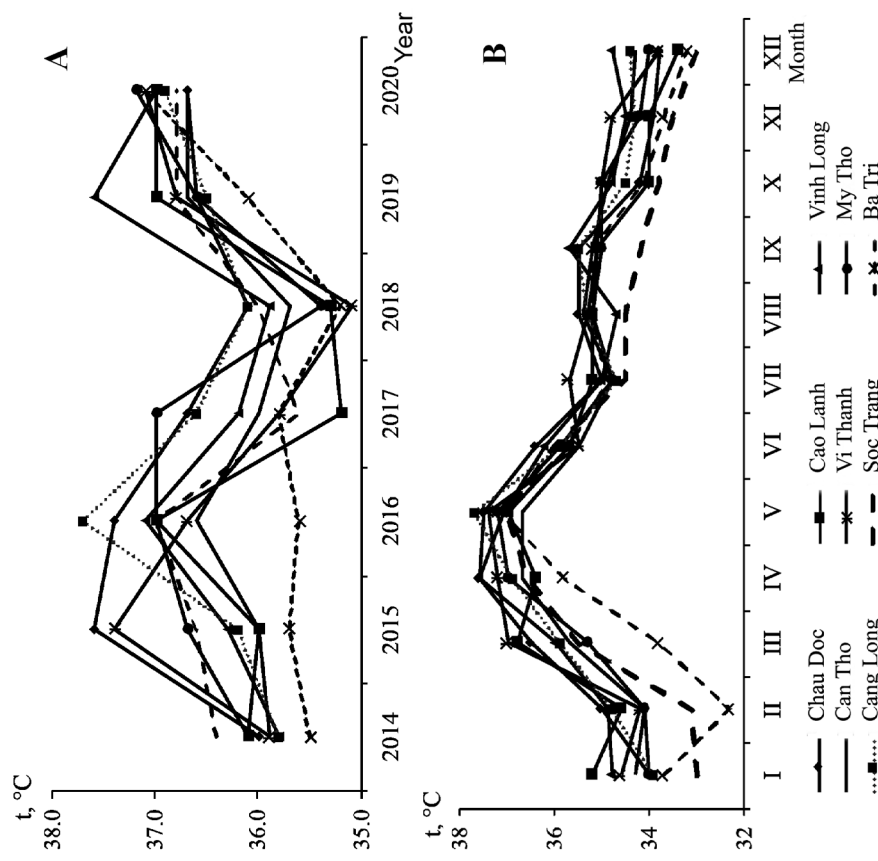 A
t, °C
38.0
37.0
36.0
35.0
2014
2015
2016
2017
2018
2019
2020
Year
B
t, °C
38
36
34
32
I
II
III
IV
V
VI
VII
VIII
IX
X
XI
XII
Month
Chau Doc
Cao Lanh
Vinh Long
Can Tho
Vi Thanh
My Tho
Cang Long
Soc Trang
Ba Tri